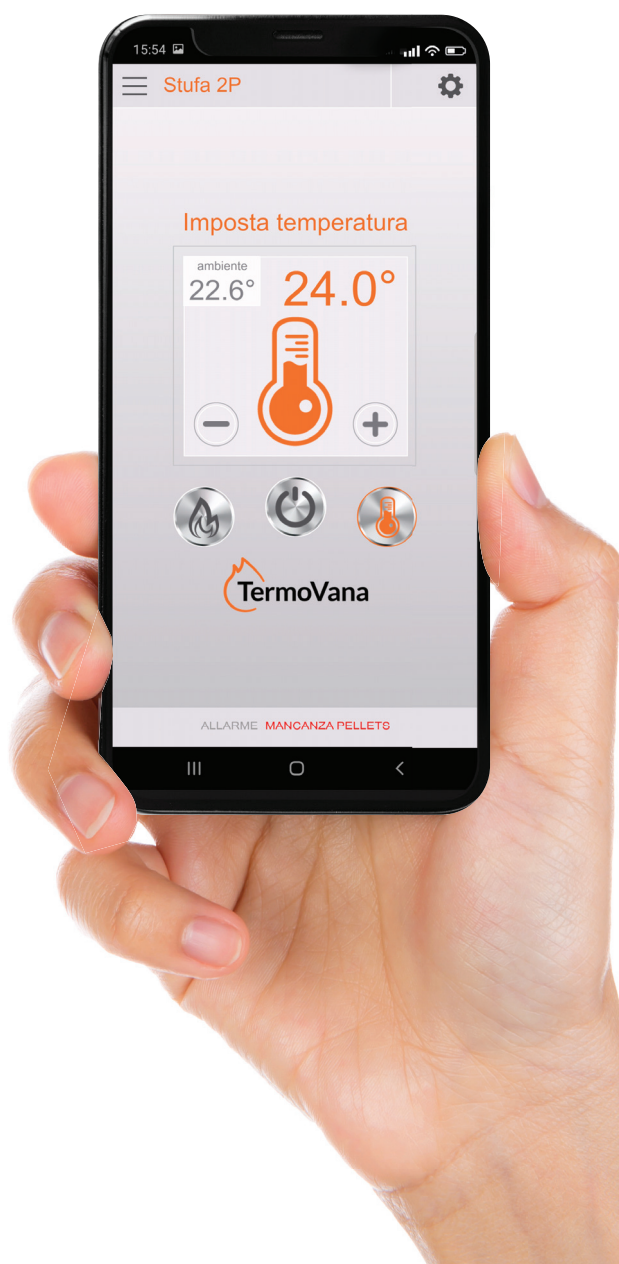 15:54
Stufa 2P
Imposta temperatura
ambiente
22.6°
24.0°
TermoVana
ALLARME MANCANZA PELLETS